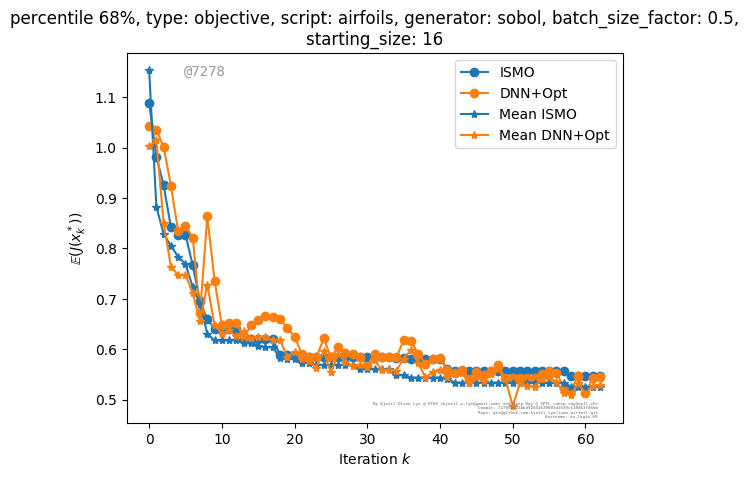 percentile 68%, type: objective, script: airfoils, generator: sobol, batch_size_factor: 0.5,
starting_size: 16
@7278
ISMO
DNN+Opt
Mean ISMO
Mean DNN+Opt
𝔼(J(x*ₖ))
1.1
1.0
0.9
0.8
0.7
0.6
0.5
0
10
20
30
40
50
60
Iteration k